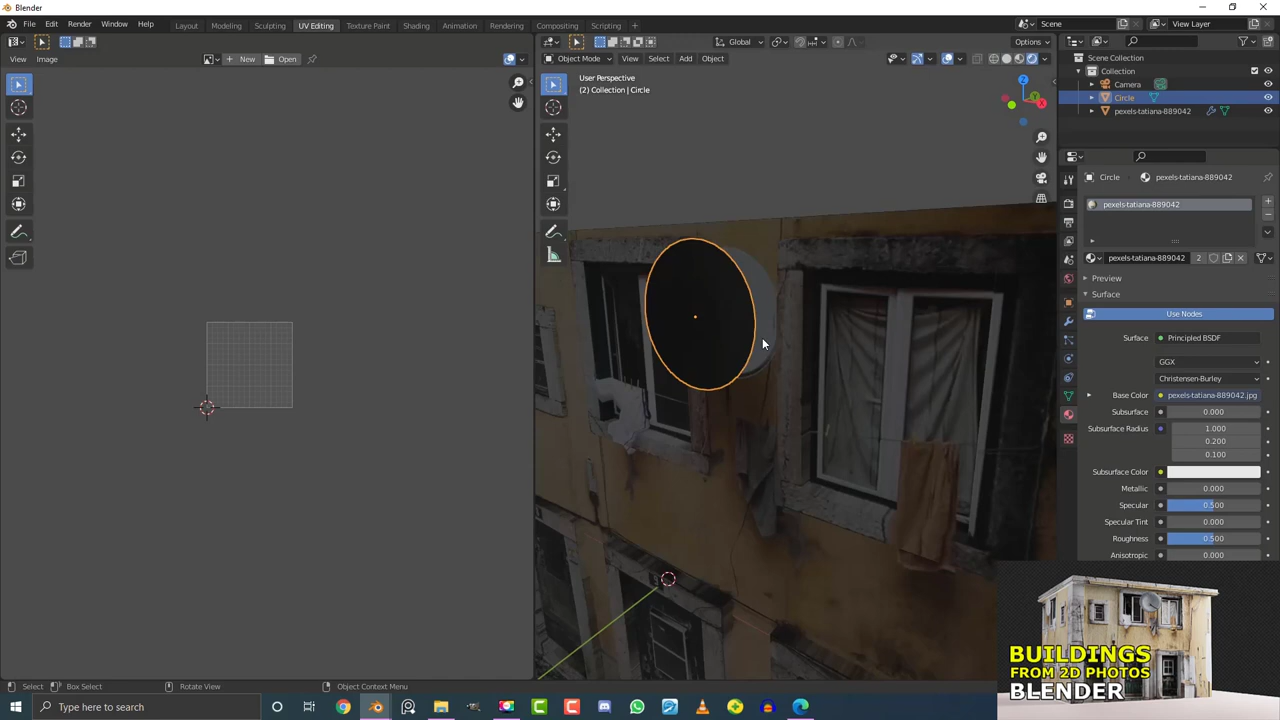 Blender
File Edit Render Window Help Layout Modeling Sculpting UV Editing Texture Paint Shading Animation Rendering Compositing Scripting + Scene View Layer
Global Options
View Image New Open Object Mode View Select Add Object
User Perspective
(2) Collection | Circle
Z
Y
X
Scene Collection
Collection
Camera
Circle
pexels-tatiana-889042
Circle pexels-tatiana-889042
pexels-tatiana-889042
pexels-tatiana-889042 2
Preview
Surface
Use Nodes
Surface Principled BSDF
GGX
Christensen-Burley
Base Color pexels-tatiana-889042.jpg
Subsurface 0.000
Subsurface Radius 1.000
0.200
0.100
Subsurface Color
Metallic 0.000
Specular 0.500
Specular Tint 0.000
Roughness 0.500
Anisotropic 0.000
BUILDINGS
FROM 2D PHOTOS
BLENDER
Select Box Select Rotate View Object Context Menu
Type here to search